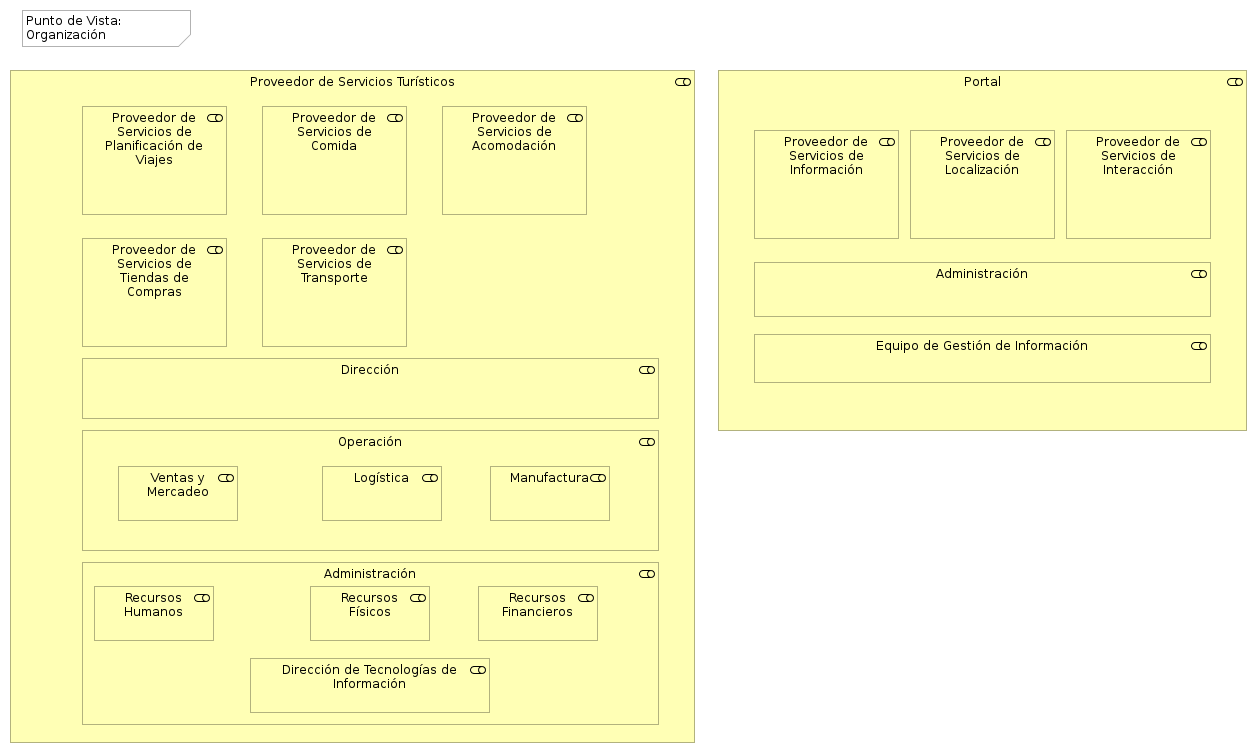 Punto de Vista:
Organización
Proveedor de Servicios Turísticos
Proveedor de
Servicios de
Planificación de
Viajes
Proveedor de
Servicios de
Comida
Proveedor de
Servicios de
Acomodación
Proveedor de
Servicios de
Tiendas de
Compras
Proveedor de
Servicios de
Transporte
Dirección
Operación
Ventas y
Mercadeo
Logística
Manufactura
Administración
Recursos
Humanos
Recursos
Físicos
Recursos
Financieros
Dirección de Tecnologías de
Información
Portal
Proveedor de
Servicios de
Información
Proveedor de
Servicios de
Localización
Proveedor de
Servicios de
Interacción
Administración
Equipo de Gestión de Información